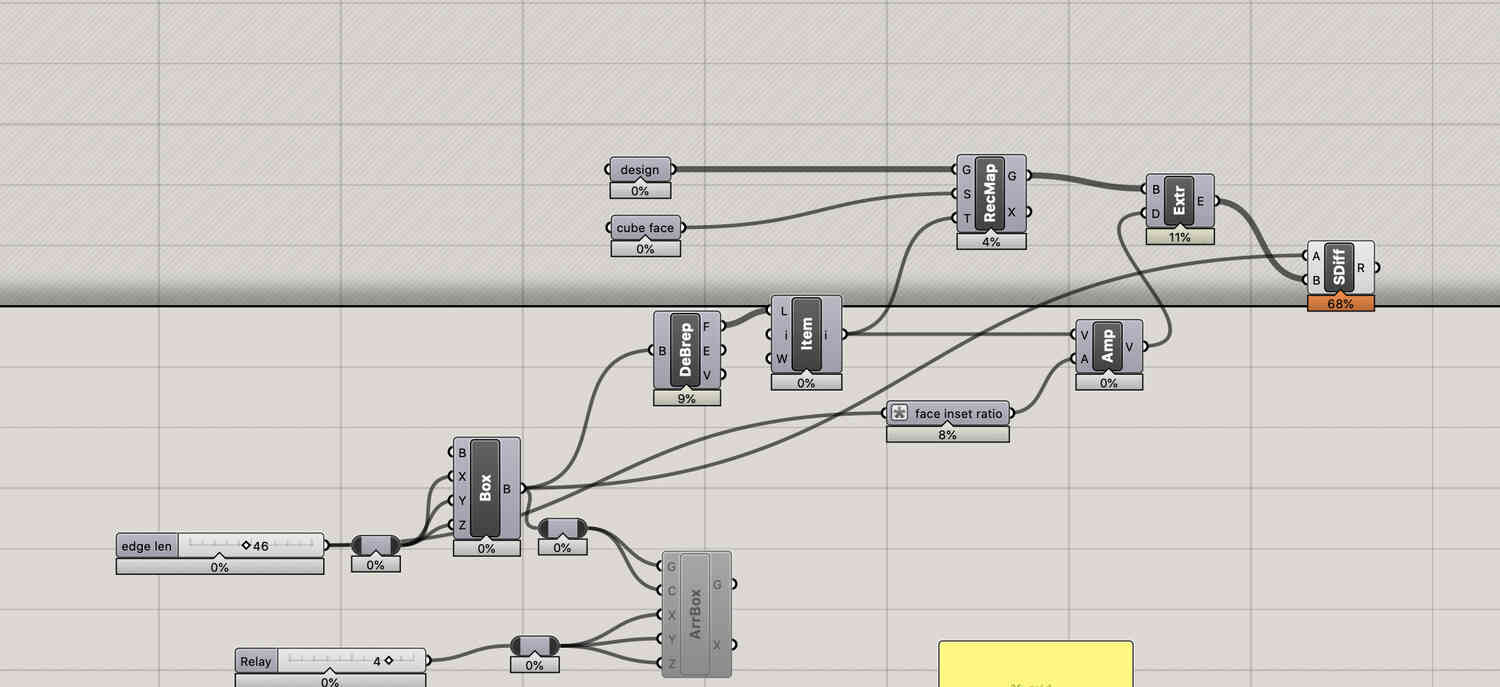 design
0%
cube face
0%
G
S
T
RecMap
G
X
4%
B
D
Extr
E
11%
A
B
SDiff
R
68%
B
DeBrep
F
E
V
9%
L
i
W
Item
i
0%
V
A
Amp
V
0%
face inset ratio
8%
B
X
Y
Z
Box
B
0%
edge len
46
0%
0%
0%
G
C
X
Y
Z
ArrBox
G
X
Relay
4
0%
0%